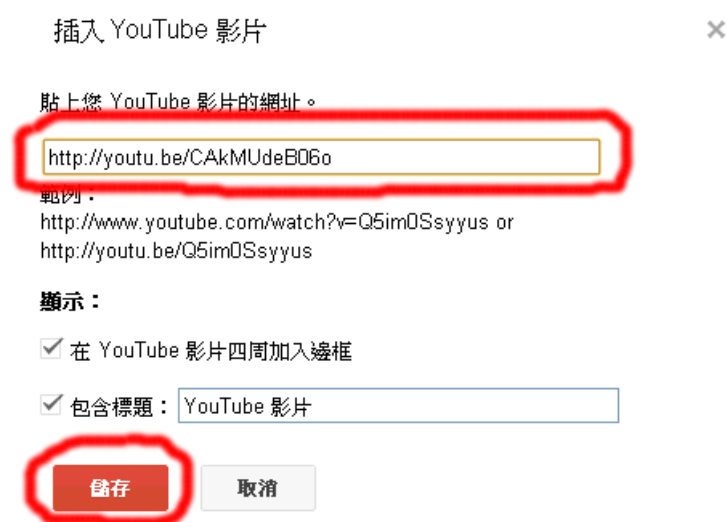 插入 YouTube 影片
貼上您 YouTube 影片的網址。
http://youtu.be/CAkMUdeB06o
範例：
http://www.youtube.com/watch?v=Q5im0Ssyyus or
http://youtu.be/Q5im0Ssyyus
顯示：
在 YouTube 影片四周加入邊框
包含標題： YouTube 影片
儲存 取消